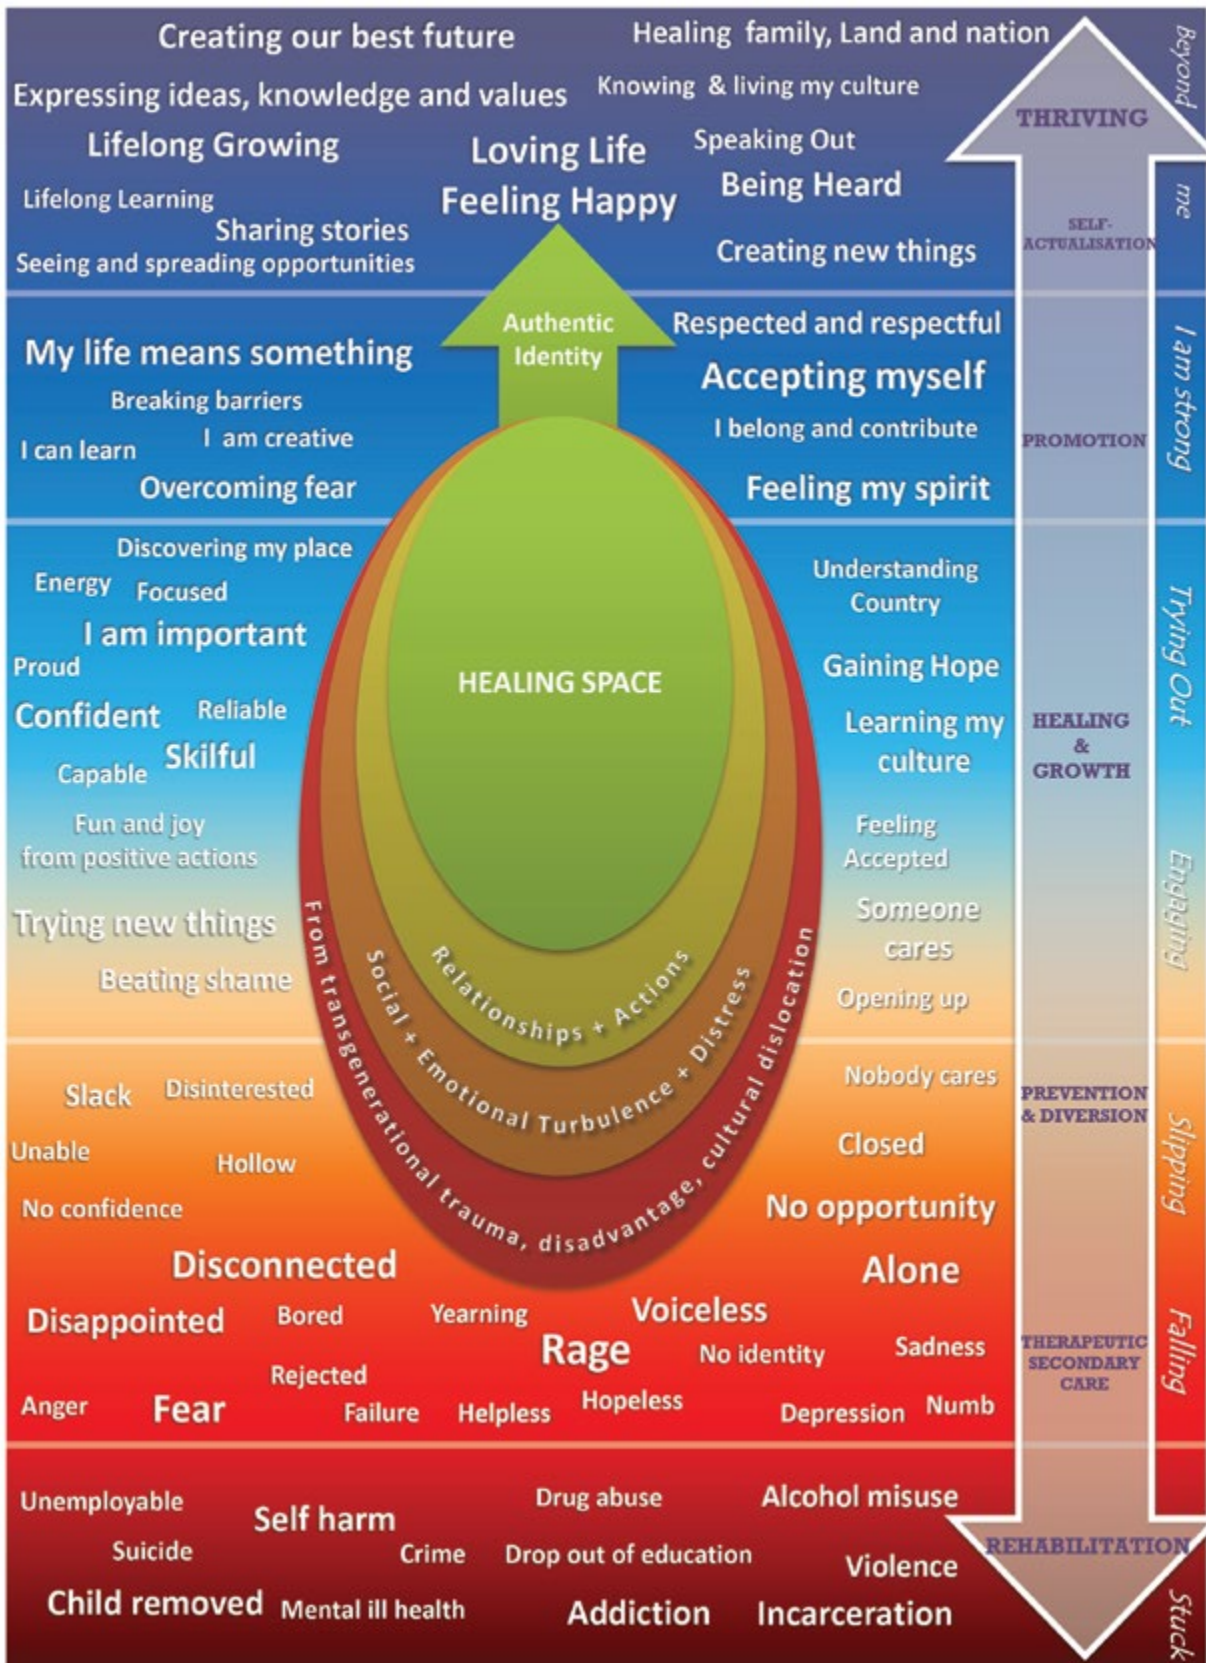 Creating our best future
Healing family, Land and nation
Expressing ideas, knowledge and values
Knowing & living my culture
Lifelong Growing
Loving Life
Feeling Happy
Speaking Out
Being Heard
Lifelong Learning
Sharing stories
Seeing and spreading opportunities
Creating new things
Authentic
Identity
Respected and respectful
My life means something
Accepting myself
Breaking barriers
I can learn
I am creative
I belong and contribute
Overcoming fear
Feeling my spirit
Discovering my place
Energy
Focused
Understanding
Country
I am important
Proud
HEALING SPACE
Gaining Hope
Confident
Reliable
Learning my
culture
Skilful
Capable
Fun and joy
from positive actions
Feeling
Accepted
Trying new things
Someone
cares
Beating shame
Opening up
Relationships + Actions
Social + Emotional Turbulence + Distress
From transgenerational trauma, disadvantage, cultural dislocation
Slack
Disinterested
Nobody cares
Unable
Hollow
Closed
No confidence
No opportunity
Disconnected
Alone
Disappointed
Bored
Yearning
Voiceless
Rage
No identity
Sadness
Rejected
Anger
Fear
Failure
Helpless
Hopeless
Depression
Numb
Unemployable
Self harm
Drug abuse
Alcohol misuse
Suicide
Crime
Drop out of education
Violence
Child removed
Mental ill health
Addiction
Incarceration
THRIVING
SELF-
ACTUALISATION
PROMOTION
HEALING
&
GROWTH
PREVENTION
& DIVERSION
THERAPEUTIC
SECONDARY
CARE
REHABILITATION
Beyond me
I am strong
Trying Out
Engaging
Slipping
Falling
Stuck